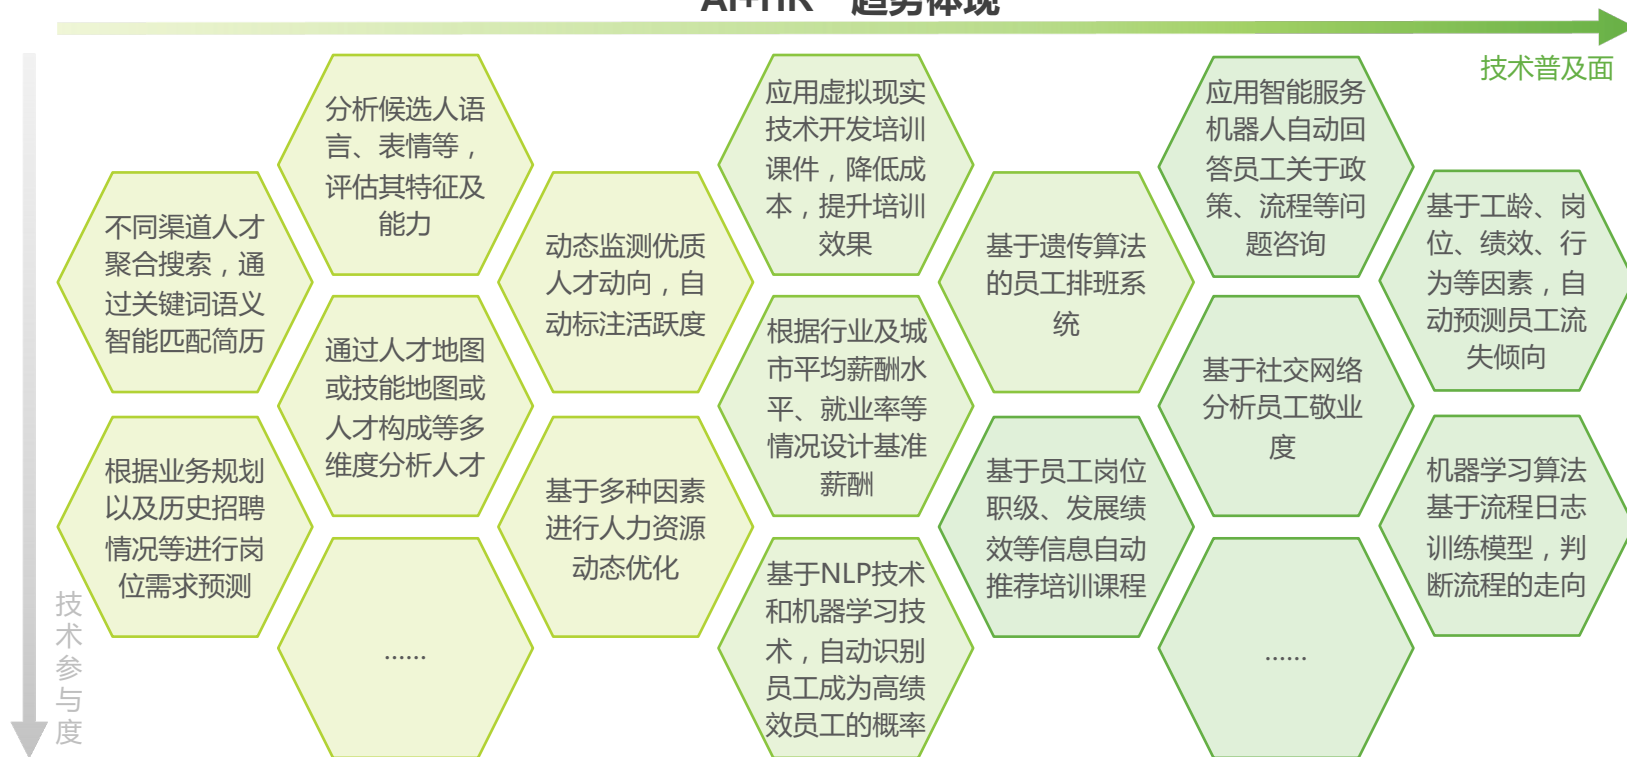 AI+HR 趋势体现
技术普及面
分析候选人语
言、表情等，
评估其特征及
能力
应用虚拟现实
技术开发培训
课件，降低成
本，提升培训
效果
应用智能服务
机器人自动回
答员工关于政
策、流程等问
题咨询
不同渠道人才
聚合搜索，通
过关键词语义
智能匹配简历
动态监测优质
人才动向，自
动标注活跃度
基于遗传算法
的员工排班系
统
基于工龄、岗
位、绩效、行
为等因素，自
动预测员工流
失倾向
通过人才地图
或技能地图或
人才构成等多
维度分析人才
根据行业及城
市平均薪酬水
平、就业率等
情况设计基准
薪酬
基于社交网络
分析员工敬业
度
根据业务规划
以及历史招聘
情况等进行岗
位需求预测
基于多种因素
进行人力资源
动态优化
基于员工岗位
职级、发展绩
效等信息自动
推荐培训课程
机器学习算法
基于流程日志
训练模型，判
断流程的走向
......
基于NLP技术
和机器学习技
术，自动识别
员工成为高绩
效员工的概率
......
技
术
参
与
度